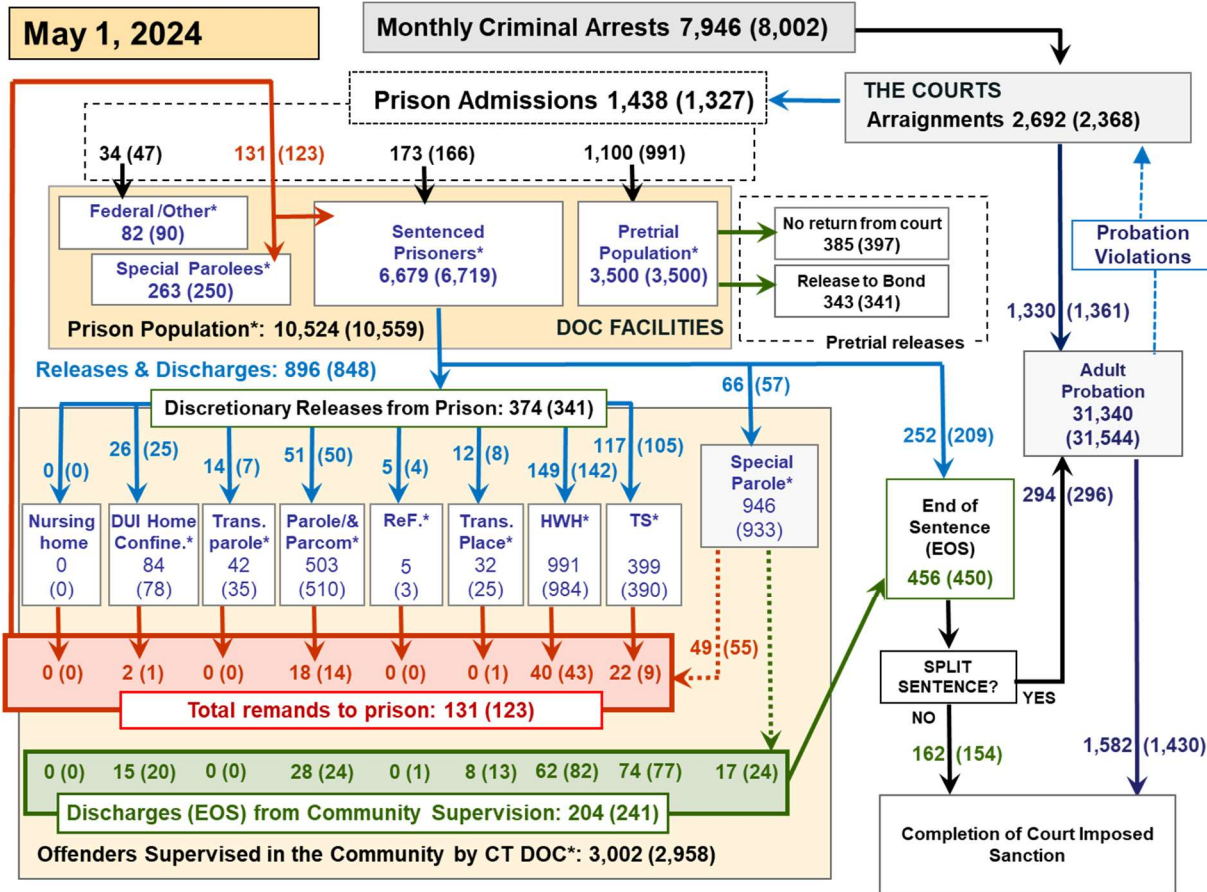 May 1, 2024
Monthly Criminal Arrests 7,946 (8,002)
THE COURTS
Arraignments 2,692 (2,368)
Prison Admissions 1,438 (1,327)
34 (47)
131 (123)
173 (166)
1,100 (991)
Federal /Other*
82 (90)
Special Parolees*
263 (250)
Sentenced
Prisoners*
6,679 (6,719)
Pretrial
Population*
3,500 (3,500)
No return from court
385 (397)
Release to Bond
343 (341)
Pretrial releases
Probation
Violations
Prison Population*: 10,524 (10,559)
DOC FACILITIES
1,330 (1,361)
Releases & Discharges: 896 (848)
Discretionary Releases from Prison: 374 (341)
66 (57)
252 (209)
Adult
Probation
31,340
(31,544)
0 (0)
26 (25)
14 (7)
51 (50)
5 (4)
12 (8)
149 (142)
117 (105)
Nursing
home
0
(0)
DUI Home
Confine.*
84
(78)
Trans.
parole*
42
(35)
Parole/&
Parcom*
503
(510)
ReF.*
5
(3)
Trans.
Place*
32
(25)
HWH*
991
(984)
TS*
399
(390)
Special
Parole*
946
(933)
End of
Sentence
(EOS)
456 (450)
294 (296)
0 (0)
2 (1)
0 (0)
18 (14)
0 (0)
0 (1)
40 (43)
22 (9)
49 (55)
Total remands to prison: 131 (123)
SPLIT
SENTENCE?
YES
NO
162 (154)
1,582 (1,430)
0 (0)
15 (20)
0 (0)
28 (24)
0 (1)
8 (13)
62 (82)
74 (77)
17 (24)
Discharges (EOS) from Community Supervision: 204 (241)
Offenders Supervised in the Community by CT DOC*: 3,002 (2,958)
Completion of Court Imposed
Sanction